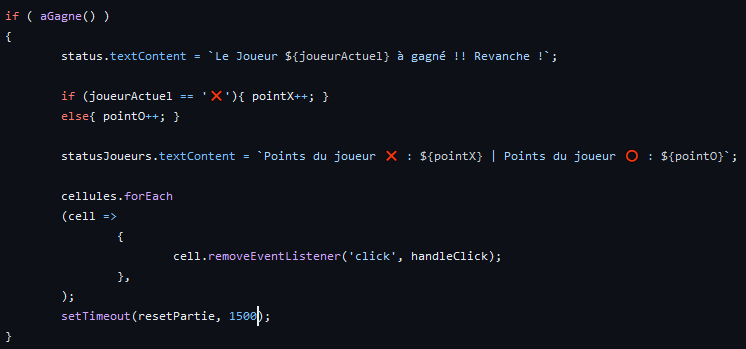 if ( aGagne() )
{
status.textContent = `Le Joueur ${joueurActuel} à gagné !! Revanche !`;
if (joueurActuel == '❌'){ pointX++; }
else{ pointO++; }
statusJoueurs.textContent = `Points du joueur ❌ : ${pointX} | Points du joueur ⭕ : ${pointO}`;
cellules.forEach
(cell =>
{
cell.removeEventListener('click', handleClick);
},
);
setTimeout(resetPartie, 1500);
}